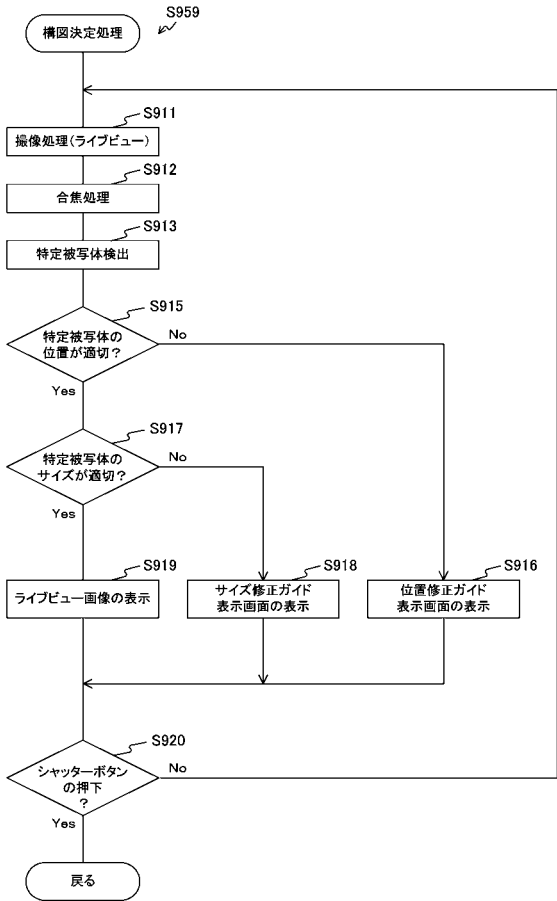 構図決定処理
S959
S911
撮像処理(ライブビュー)
S912
合焦処理
S913
特定被写体検出
S915
特定被写体の
位置が適切?
No
Yes
S917
特定被写体の
サイズが適切?
No
Yes
S919
ライブビュー画像の表示
S918
サイズ修正ガイド
表示画面の表示
S916
位置修正ガイド
表示画面の表示
S920
シャッターボタン
の押下
?
No
Yes
戻る